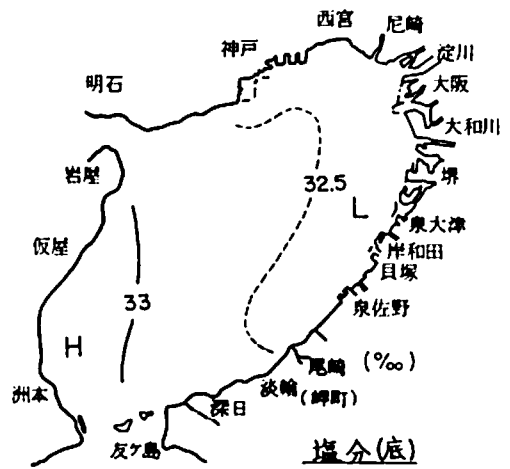 西宮
尼崎
神戸
淀川
明石
大阪
大和川
岩屋
32.5
堺
L
泉大津
仮屋
岸和田
貝塚
33
泉佐野
H
尾崎
(‰)
洲本
淡輪
(岬町)
深日
友ケ島
塩分(底)